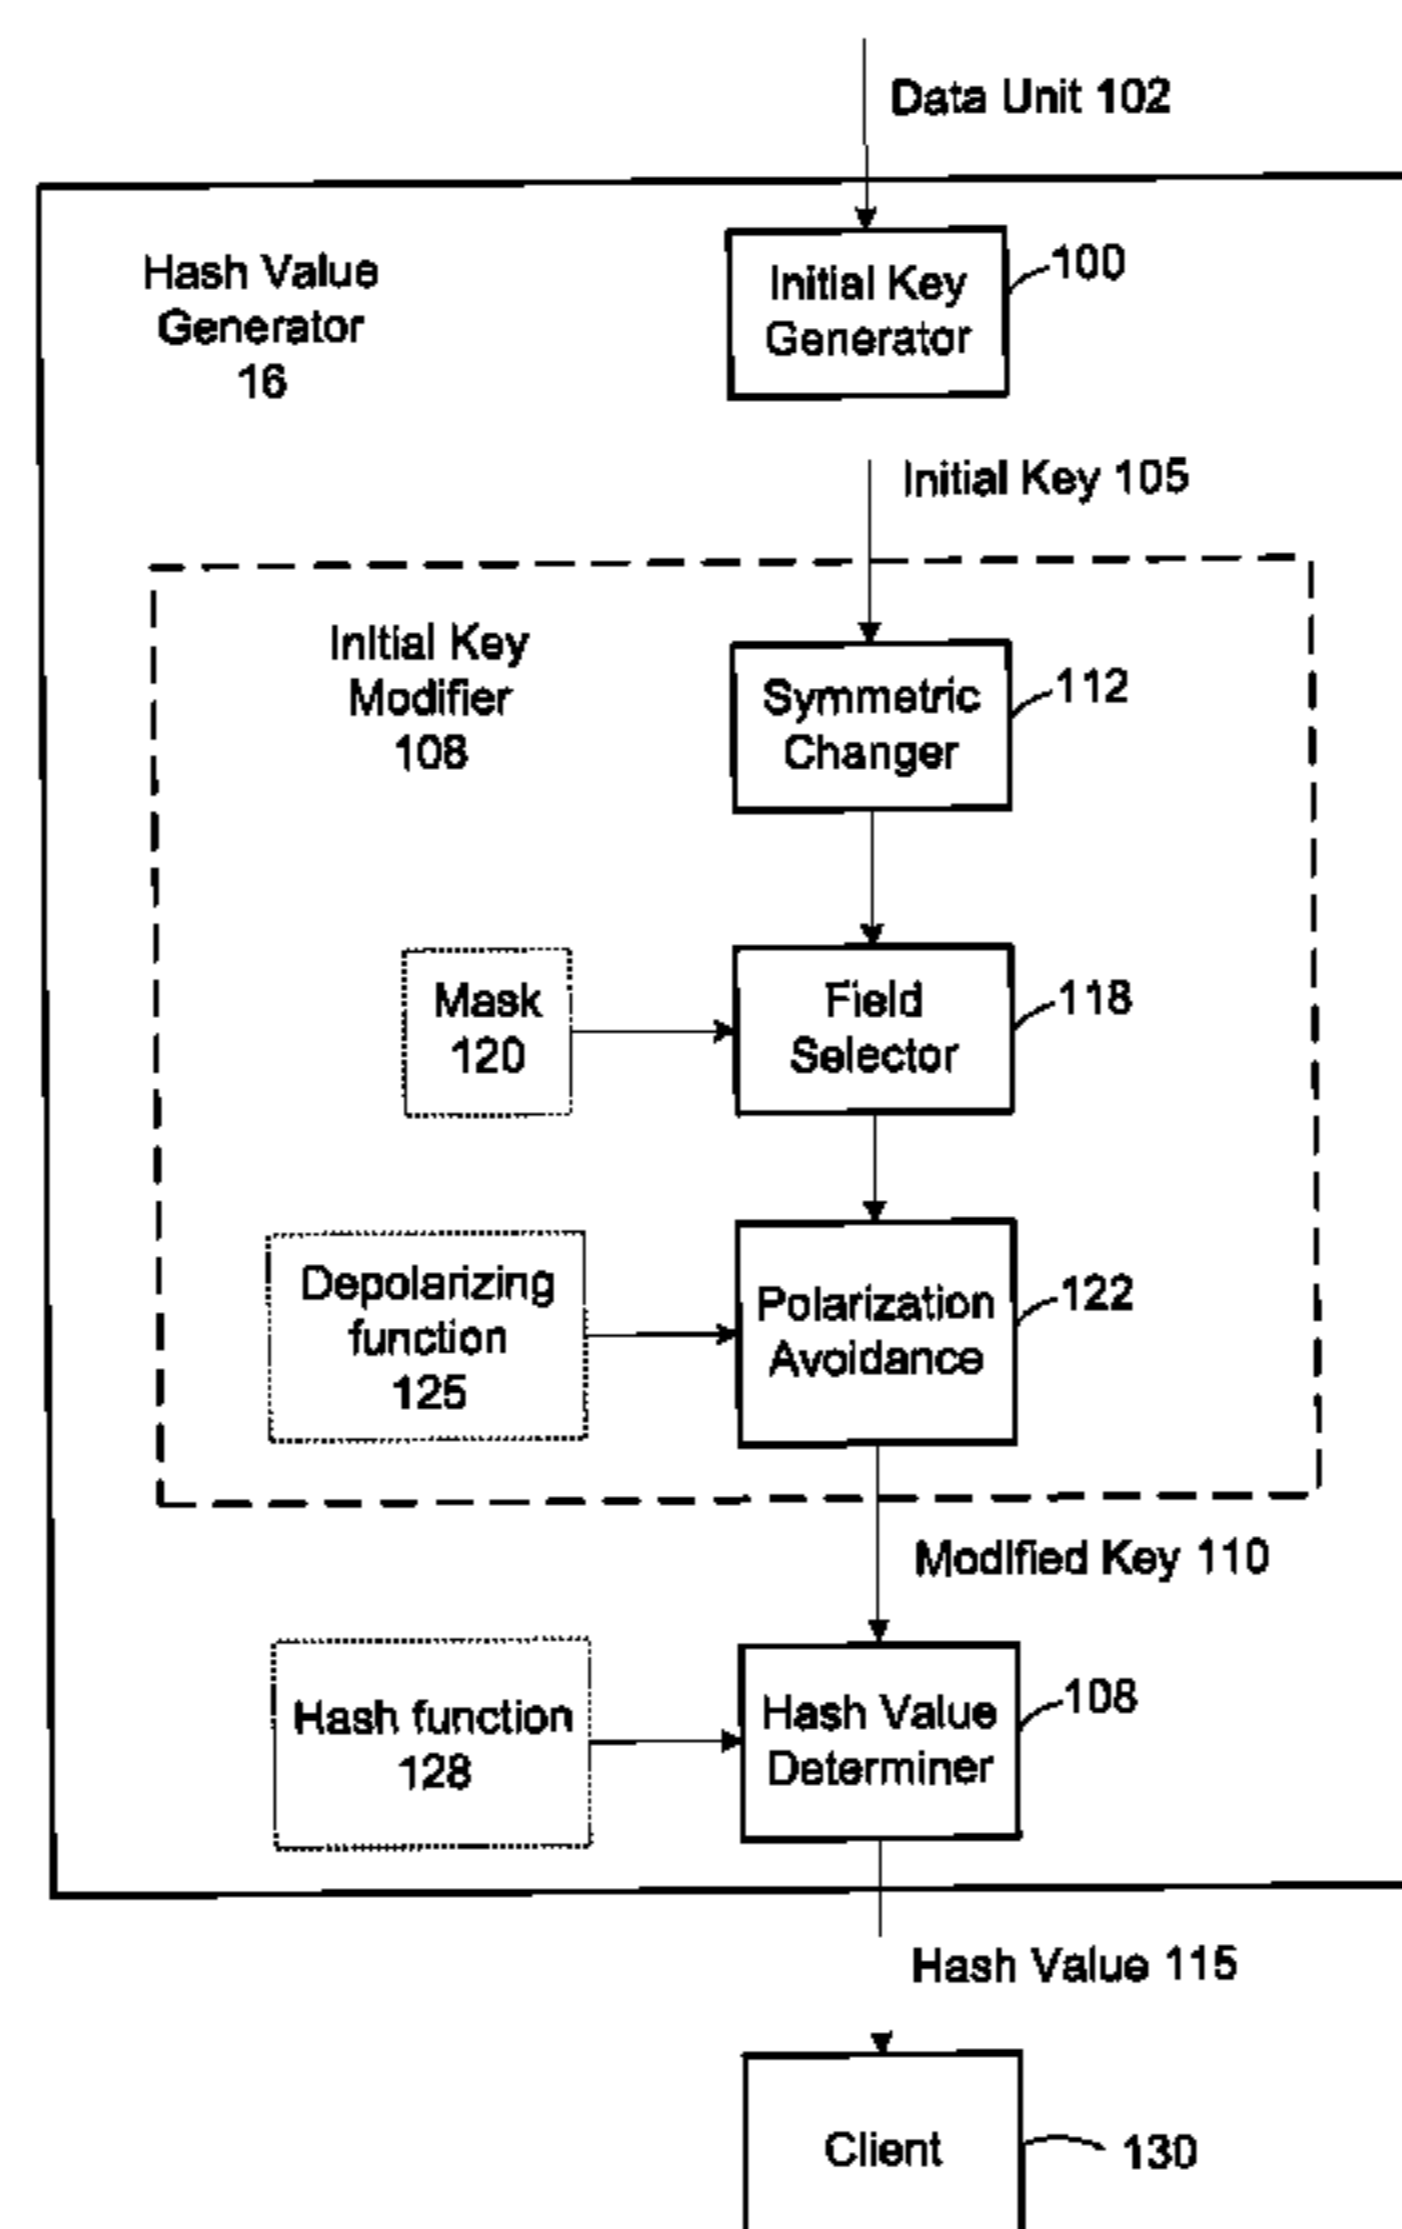 Data Unit 102
Hash Value
Generator
16
Initial Key
Generator
100
Initial Key 105
Initial Key
Modifier
108
Symmetric
Changer
112
Mask
120
Field
Selector
118
Depolarizing
function
125
Polarization
Avoidance
122
Modified Key 110
Hash function
128
Hash Value
Determiner
108
Hash Value 115
Client
130